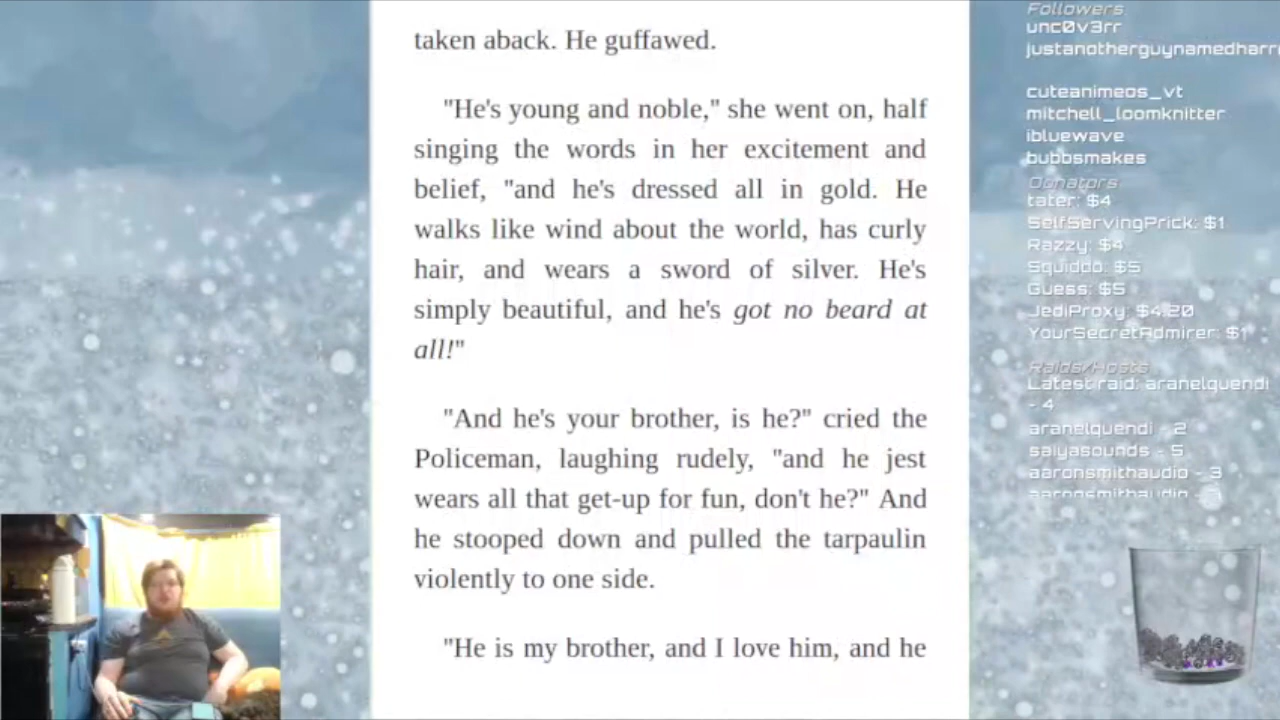 taken aback. He guffawed.
"He's young and noble," she went on, half
singing the words in her excitement and
belief, "and he's dressed all in gold. He
walks like wind about the world, has curly
hair, and wears a sword of silver. He's
simply beautiful, and he's got no beard at
all!"
"And he's your brother, is he?" cried the
Policeman, laughing rudely, "and he jest
wears all that get-up for fun, don't he?" And
he stooped down and pulled the tarpaulin
violently to one side.
"He is my brother, and I love him, and he
Followers
unc0v3rr
justanotherguynamedharr
cuteanimeos_vt
mitchell_loomknitter
ibluewave
bubbsmakes
Donators
tater: $4
SelfServingPrick: $1
Razzy: $4
Squiddo: $5
Guess: $5
JediProxy: $4.20
YourSecretAdmirer: $1
Raids/Hosts
Latest raid: aranelquendi
- 4
aranelquendi - 2
saiyasounds - 5
aaronsmithaudio - 3
aaronsmithaudio -